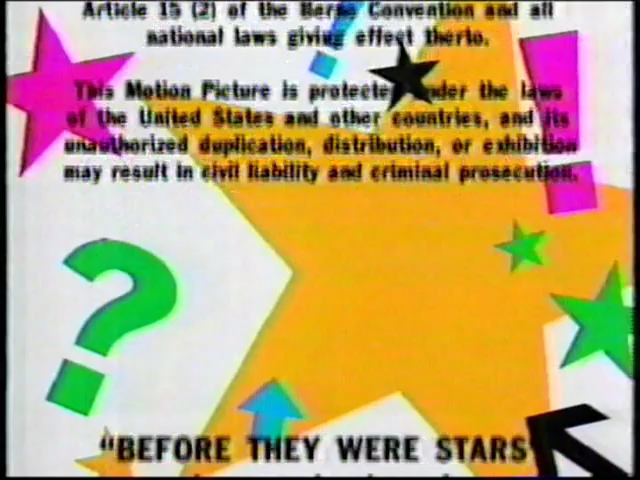 Article 15 (2) of the Berne Convention and all
national laws giving effect therto.
This Motion Picture is protected under the laws
of the United States and other countries, and its
unauthorized duplication, distribution, or exhibition
may result in civil liability and criminal prosecution.
"BEFORE THEY WERE STARS